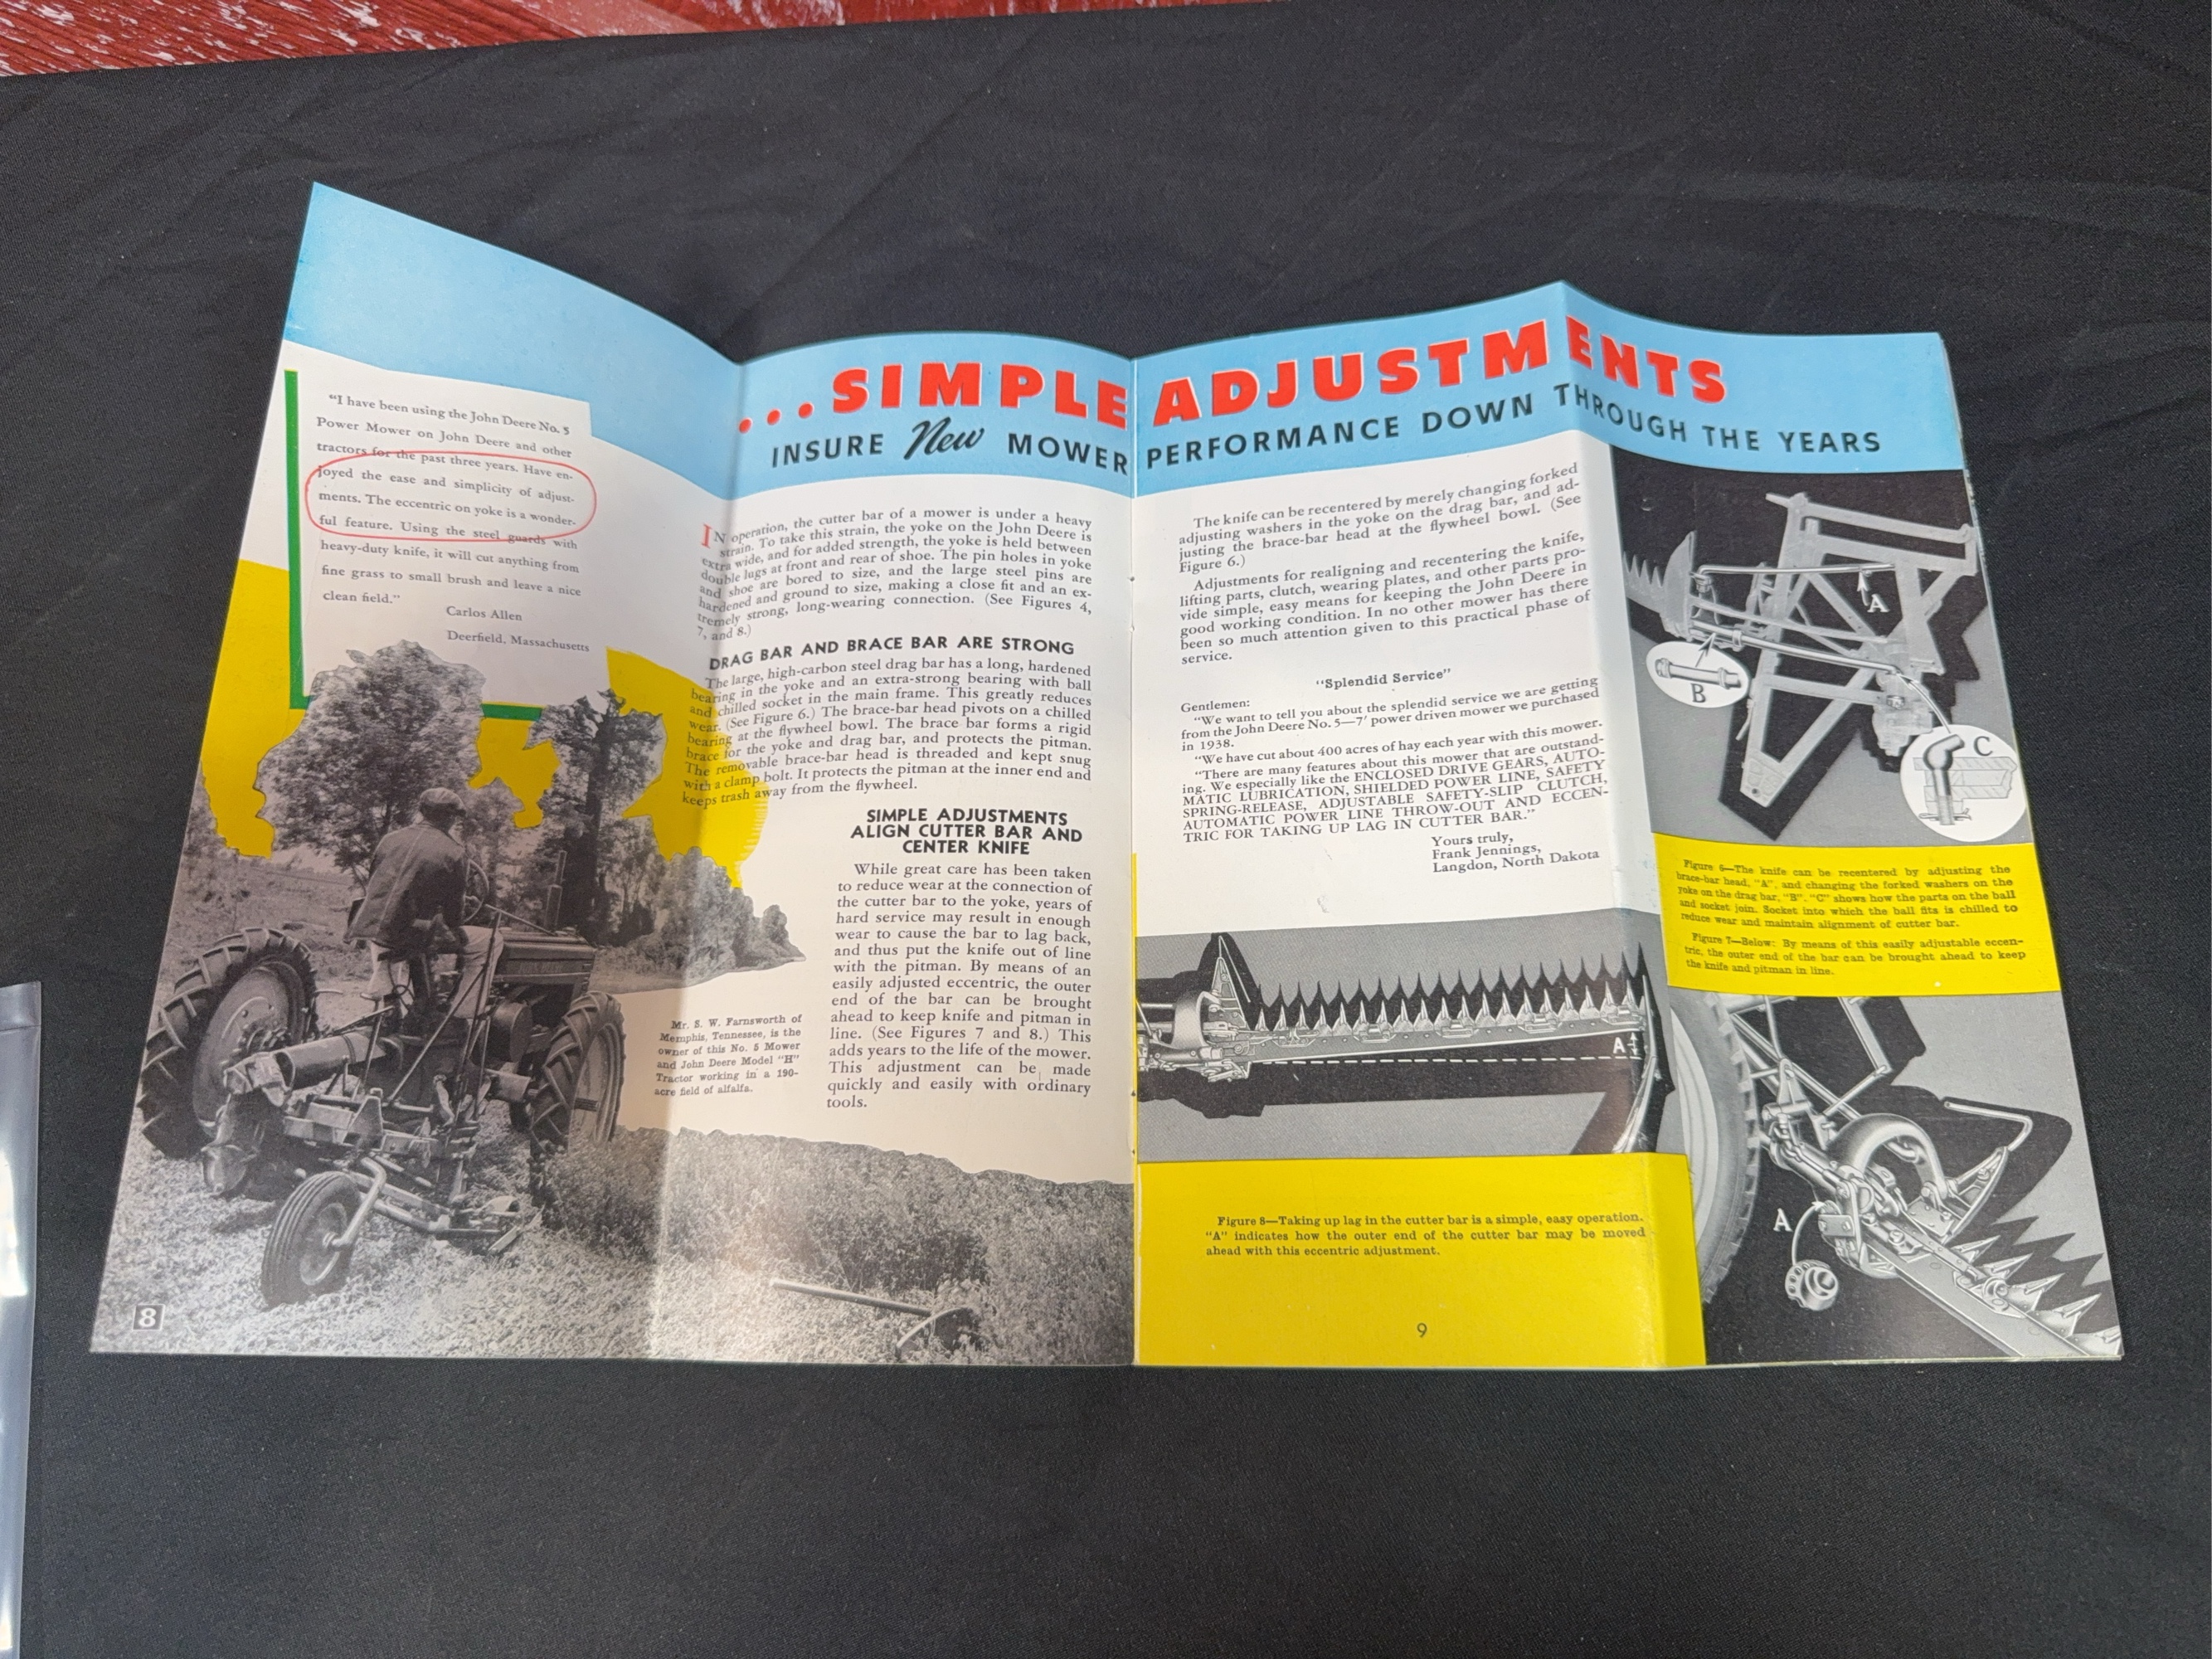 ...SIMPLE ADJUSTMENTS
INSURE New MOWER PERFORMANCE DOWN THROUGH THE YEARS
"I have been using the John Deere No. 5
Power Mower on John Deere and other
tractors for the past three years. Have en-
joyed the ease and simplicity of adjust-
ments. The eccentric on yoke is a wonder-
ful feature. Using the steel guards with
heavy-duty knife, it will cut anything from
fine grass to small brush and leave a nice
clean field."
Carlos Allen
Deerfield, Massachusetts
IN operation, the cutter bar of a mower is under a heavy
strain. To take this strain, the yoke on the John Deere is
extra wide, and for added strength, the yoke is held between
double lugs at front and rear of shoe. The pin holes in yoke
and shoe are bored to size, and the large steel pins are
hardened and ground to size, making a close fit and an ex-
tremely strong, long-wearing connection. (See Figures 4,
7, and 8.)
DRAG BAR AND BRACE BAR ARE STRONG
The large, high-carbon steel drag bar has a long, hardened
bearing in the yoke and an extra-strong bearing with ball
and chilled socket in the main frame. This greatly reduces
wear. (See Figure 6.) The brace-bar head pivots on a chilled
bearing at the flywheel bowl. The brace bar forms a rigid
brace for the yoke and drag bar, and protects the pitman.
The removable brace-bar head is threaded and kept snug
with a clamp bolt. It protects the pitman at the inner end and
keeps trash away from the flywheel.
SIMPLE ADJUSTMENTS
ALIGN CUTTER BAR AND
CENTER KNIFE
While great care has been taken
to reduce wear at the connection of
the cutter bar to the yoke, years of
hard service may result in enough
wear to cause the bar to lag back,
and thus put the knife out of line
with the pitman. By means of an
easily adjusted eccentric, the outer
end of the bar can be brought
ahead to keep knife and pitman in
line. (See Figures 7 and 8.) This
adds years to the life of the mower.
This adjustment can be made
quickly and easily with ordinary
tools.
Mr. S. W. Farnsworth of
Memphis, Tennessee, is the
owner of this No. 5 Mower
and John Deere Model "H"
Tractor working in a 190-
acre field of alfalfa.
8
The knife can be recentered by merely changing forked
adjusting washers in the yoke on the drag bar, and ad-
justing the brace-bar head at the flywheel bowl. (See
Figure 6.)
Adjustments for realigning and recentering the knife,
lifting parts, clutch, wearing plates, and other parts pro-
vide simple, easy means for keeping the John Deere in
good working condition. In no other mower has there
been so much attention given to this practical phase of
service.
"Splendid Service"
Gentlemen:
"We want to tell you about the splendid service we are getting
from the John Deere No. 5—7' power driven mower we purchased
in 1938.
"We have cut about 400 acres of hay each year with this mower.
"There are many features about this mower that are outstand-
ing. We especially like the ENCLOSED DRIVE GEARS, AUTO-
MATIC LUBRICATION, SHIELDED POWER LINE, SAFETY
SPRING-RELEASE, ADJUSTABLE SAFETY-SLIP CLUTCH,
AUTOMATIC POWER LINE THROW-OUT AND ECCEN-
TRIC FOR TAKING UP LAG IN CUTTER BAR."
Yours truly,
Frank Jennings,
Langdon, North Dakota
A
Figure 8—Taking up lag in the cutter bar is a simple, easy operation.
"A" indicates how the outer end of the cutter bar may be moved
ahead with this eccentric adjustment.
9
A
B
C
Figure 6—The knife can be recentered by adjusting the
brace-bar head, "A", and changing the forked washers on the
yoke on the drag bar, "B". "C" shows how the parts on the ball
and socket join. Socket into which the ball fits is chilled to
reduce wear and maintain alignment of cutter bar.
Figure 7—Below: By means of this easily adjustable eccen-
tric, the outer end of the bar can be brought ahead to keep
the knife and pitman in line.
A